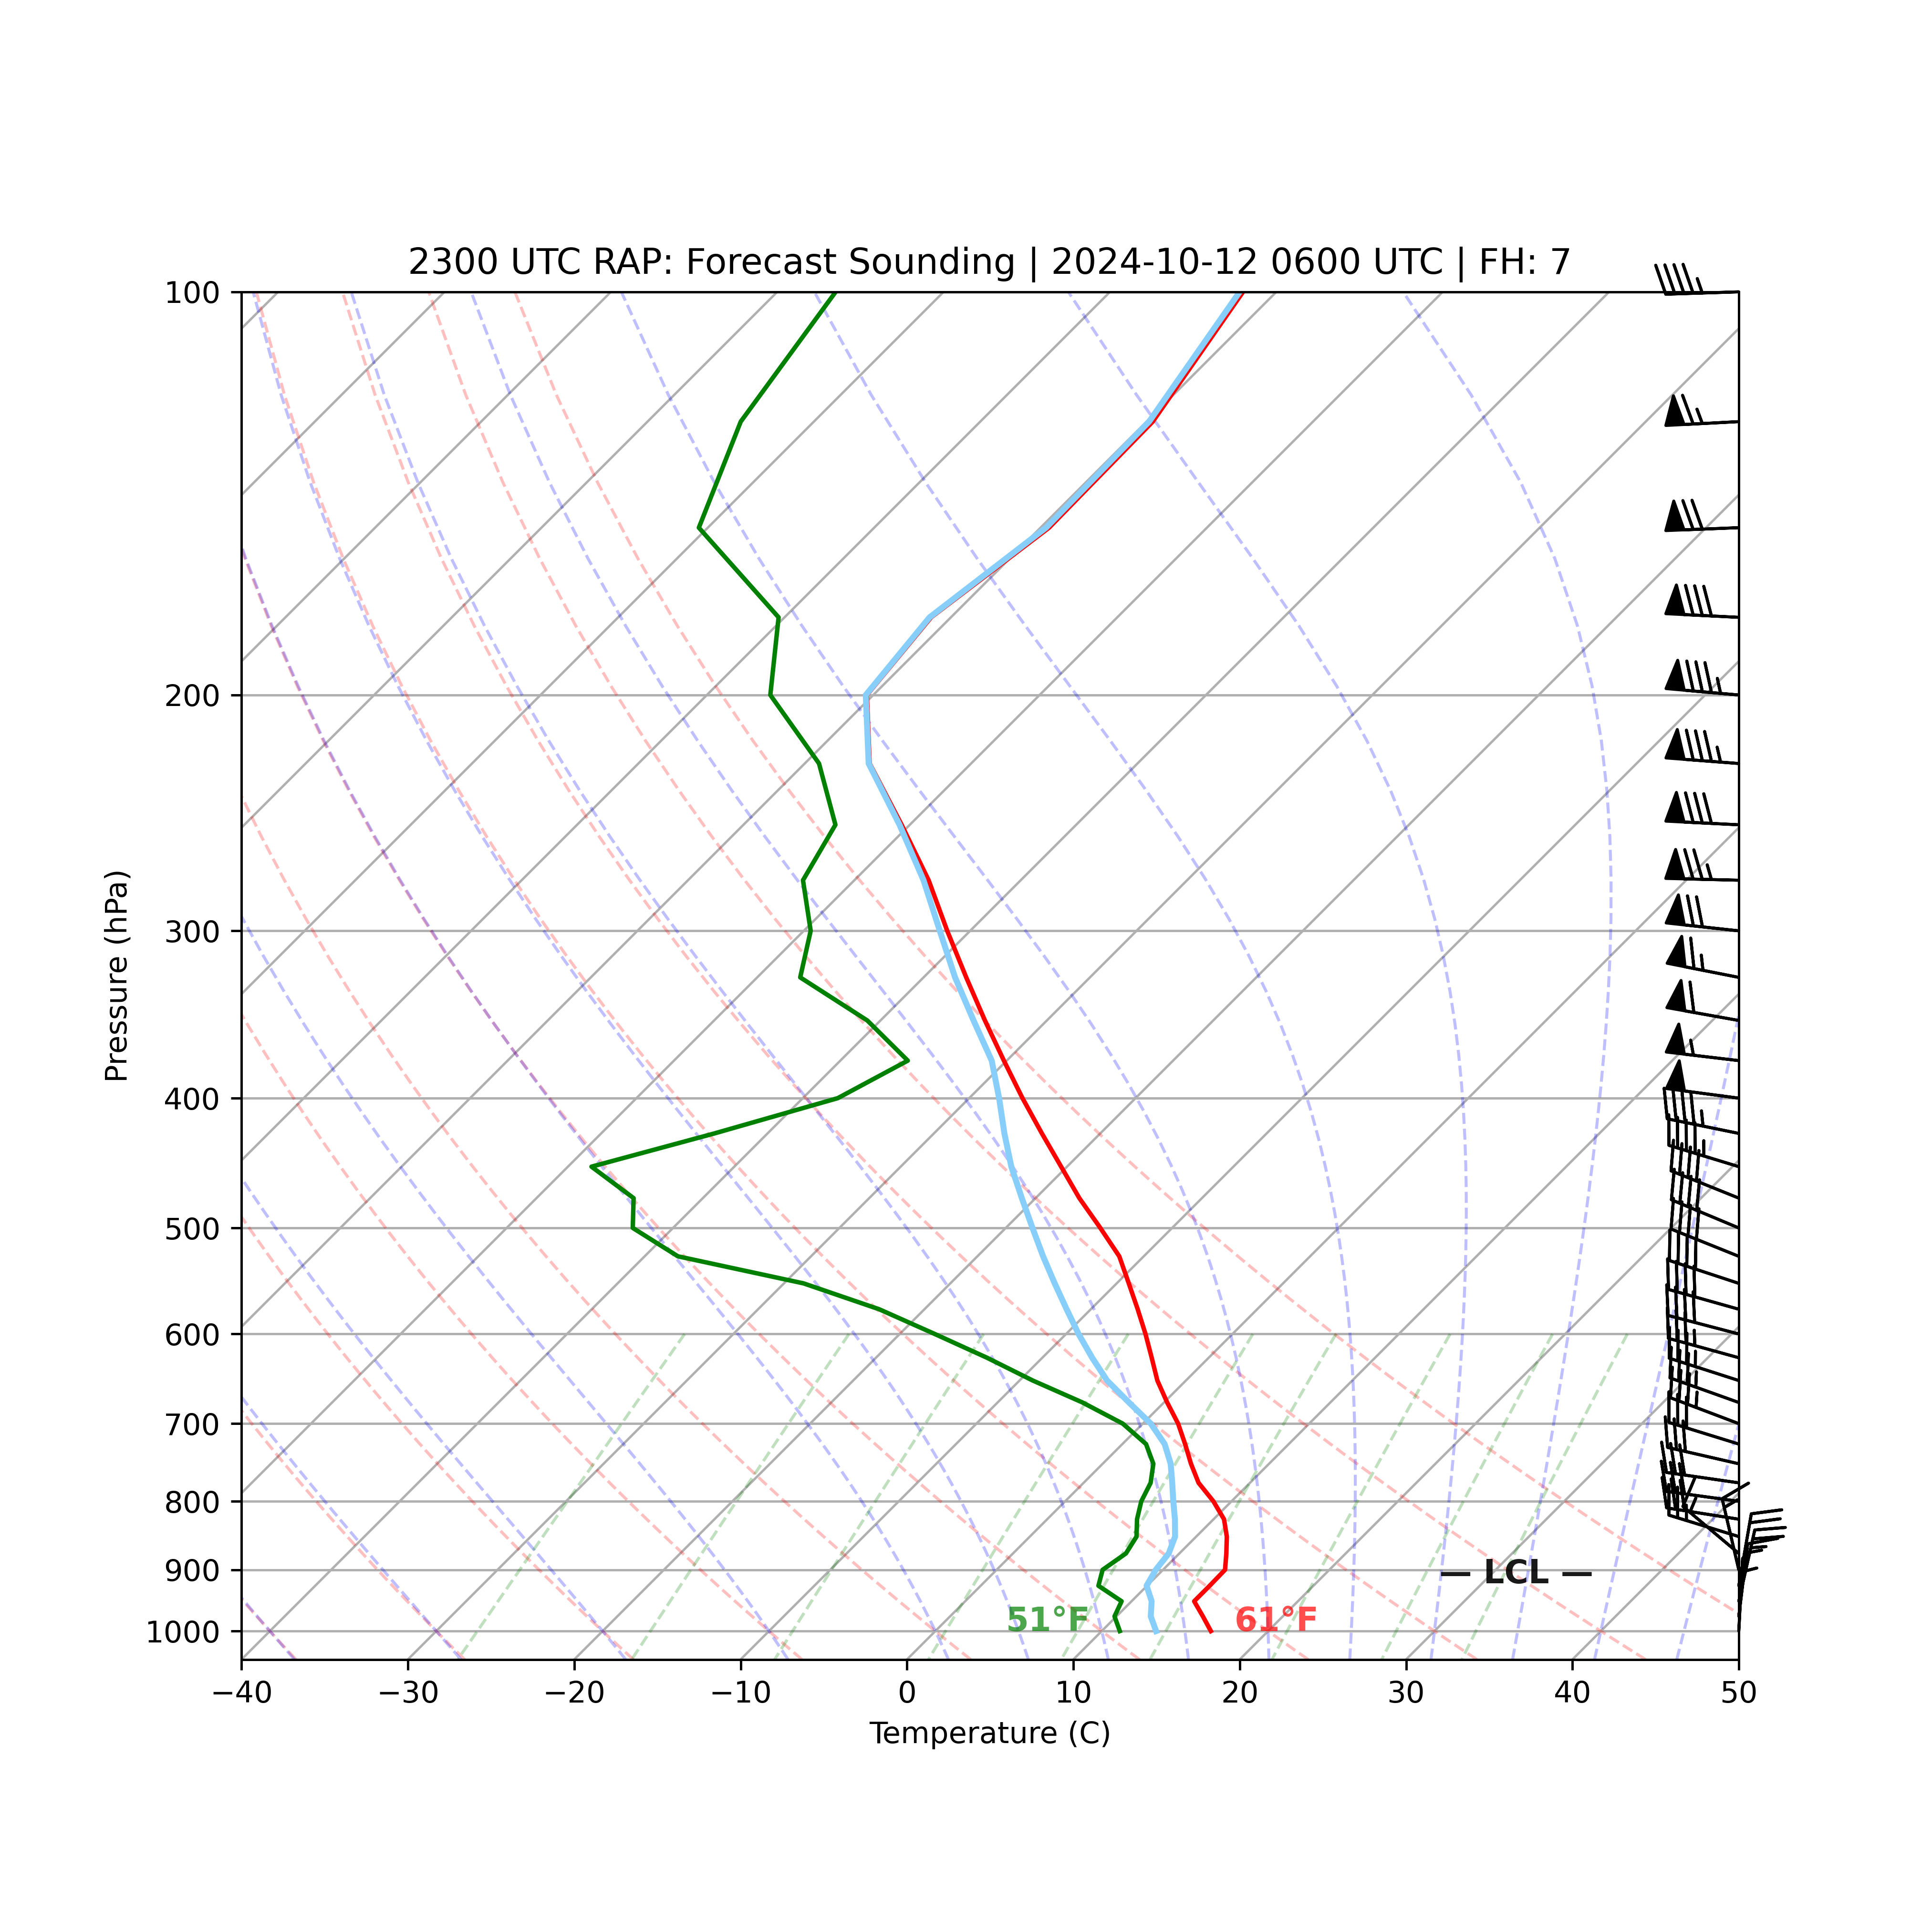 2300 UTC RAP: Forecast Sounding | 2024-10-12 0600 UTC | FH: 7
100
200
300
400
500
600
700
800
900
1000
Pressure (hPa)
— LCL —
51°F
61°F
−40 −30 −20 −10 0 10 20 30 40 50
Temperature (C)